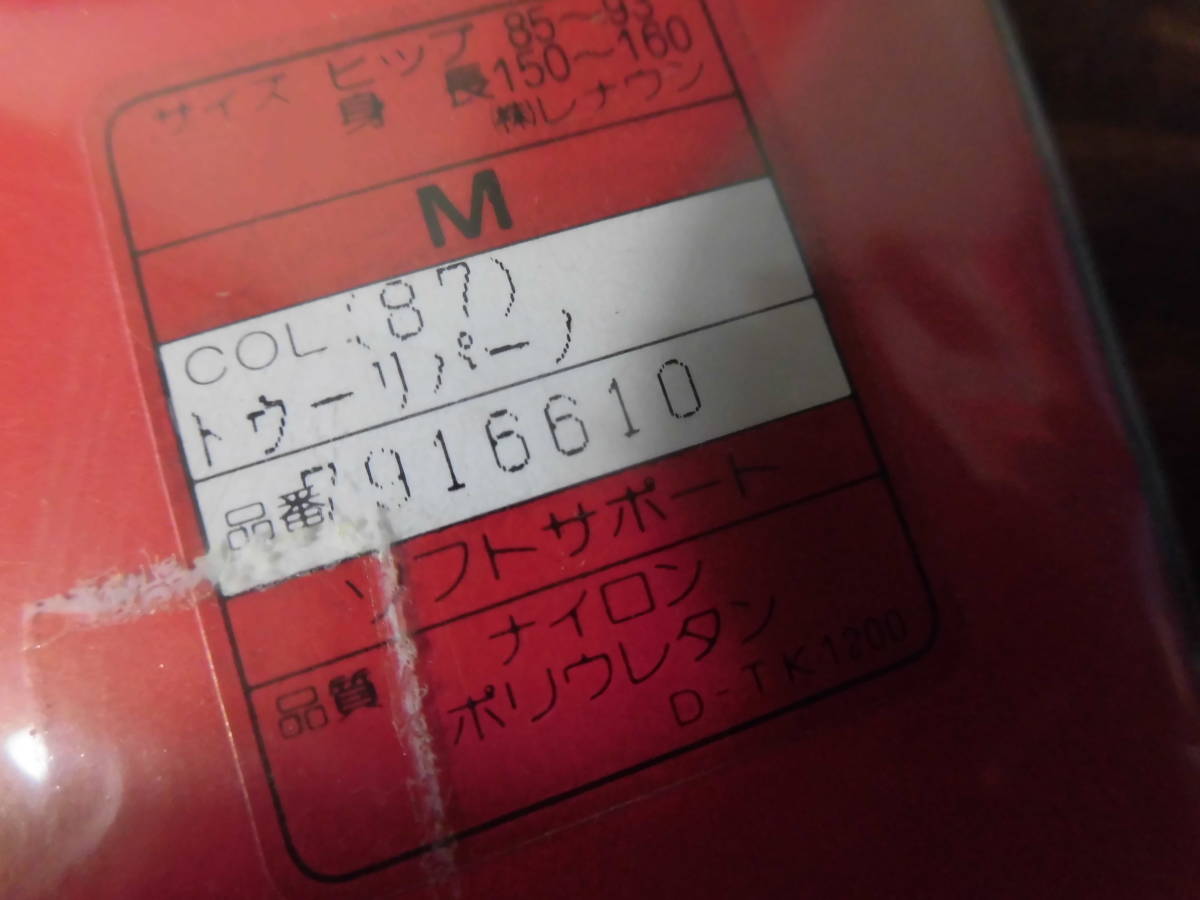 サイズ ヒップ 85~93
身長150~160
㈱レナウン
M
COL(87)
トウーリパーノ
品番 916610
ソフトサポート
品質 ナイロン
ポリウレタン
D-TK1200